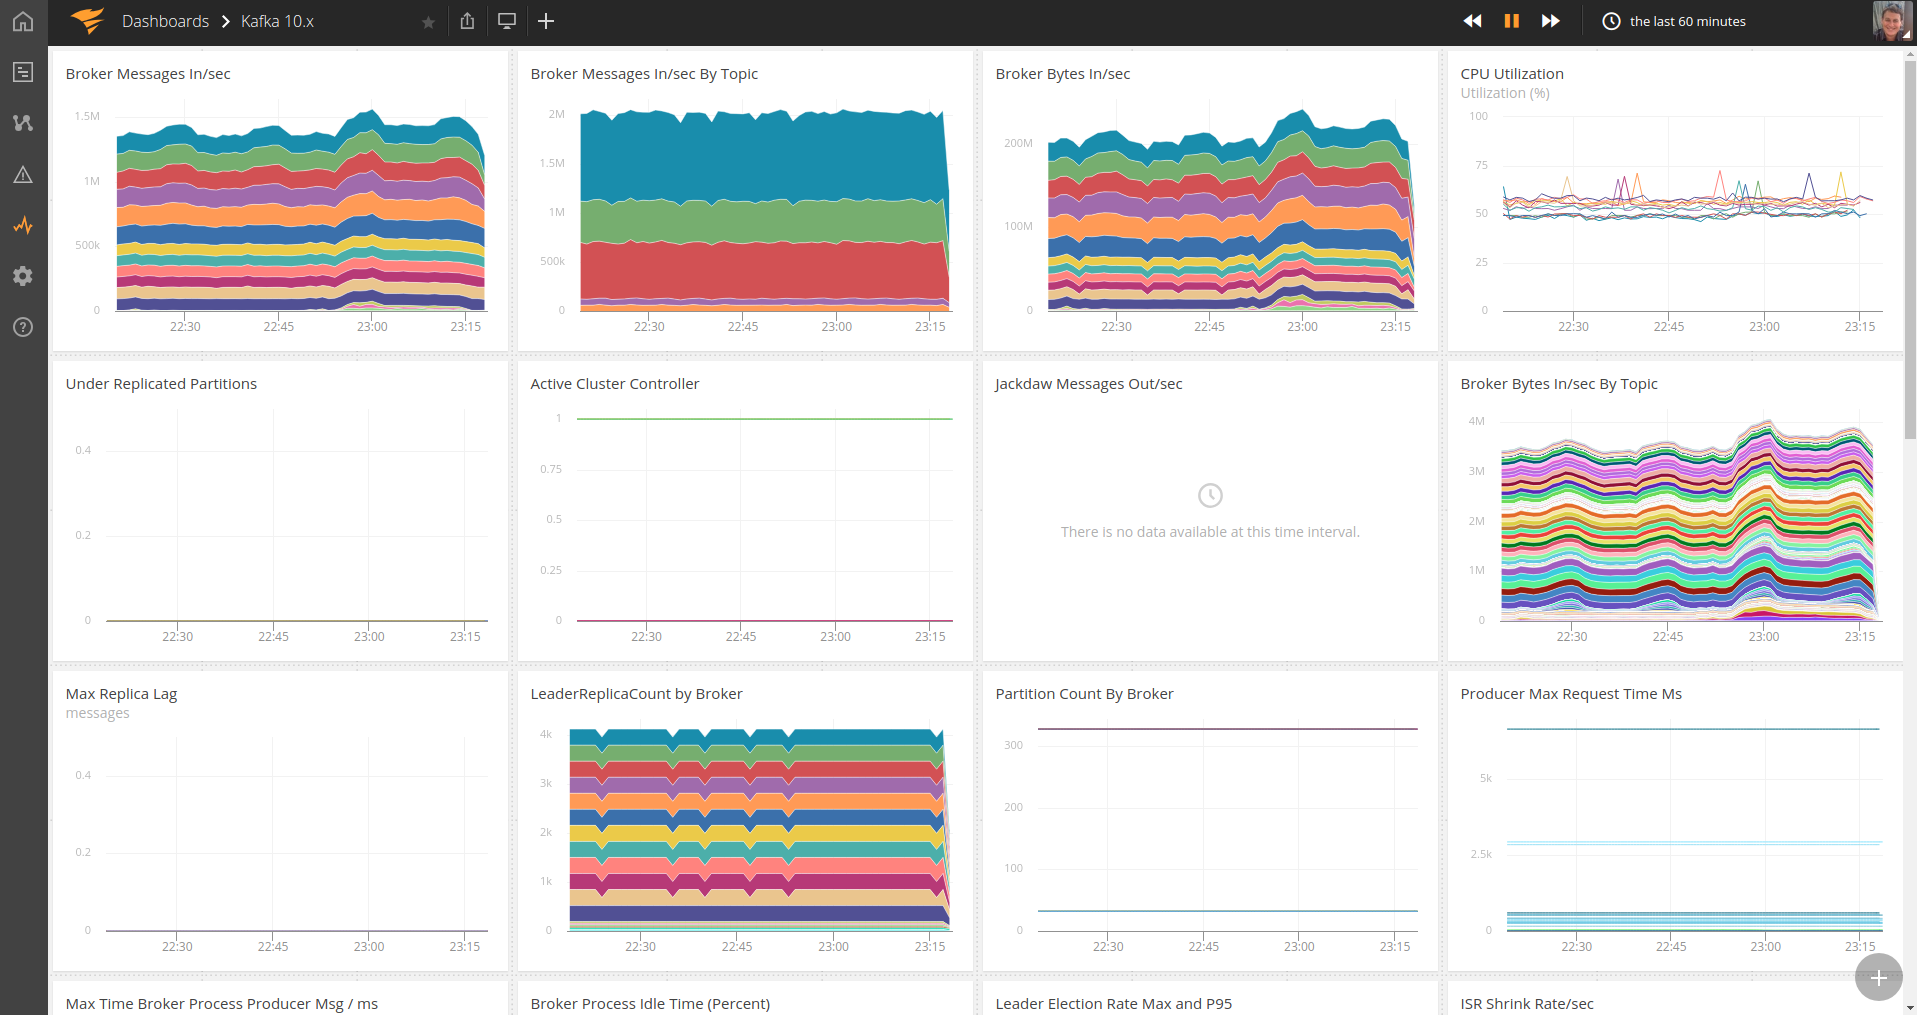 Dashboards > Kafka 10.x
the last 60 minutes
Broker Messages In/sec
1.5M
1M
500k
0
22:30 22:45 23:00 23:15
Broker Messages In/sec By Topic
2M
1.5M
1M
500k
0
22:30 22:45 23:00 23:15
Broker Bytes In/sec
200M
100M
0
22:30 22:45 23:00 23:15
CPU Utilization
Utilization (%)
100
75
50
25
0
22:30 22:45 23:00 23:15
Under Replicated Partitions
0.4
0.2
0
22:30 22:45 23:00 23:15
Active Cluster Controller
1
0.75
0.5
0.25
0
22:30 22:45 23:00 23:15
Jackdaw Messages Out/sec
There is no data available at this time interval.
Broker Bytes In/sec By Topic
4M
3M
2M
1M
0
22:30 22:45 23:00 23:15
Max Replica Lag
messages
0.4
0.2
0
22:30 22:45 23:00 23:15
LeaderReplicaCount by Broker
4k
3k
2k
1k
0
22:30 22:45 23:00 23:15
Partition Count By Broker
300
200
100
0
22:30 22:45 23:00 23:15
Producer Max Request Time Ms
5k
2.5k
0
22:30 22:45 23:00 23:15
Max Time Broker Process Producer Msg / ms
Broker Process Idle Time (Percent)
Leader Election Rate Max and P95
ISR Shrink Rate/sec